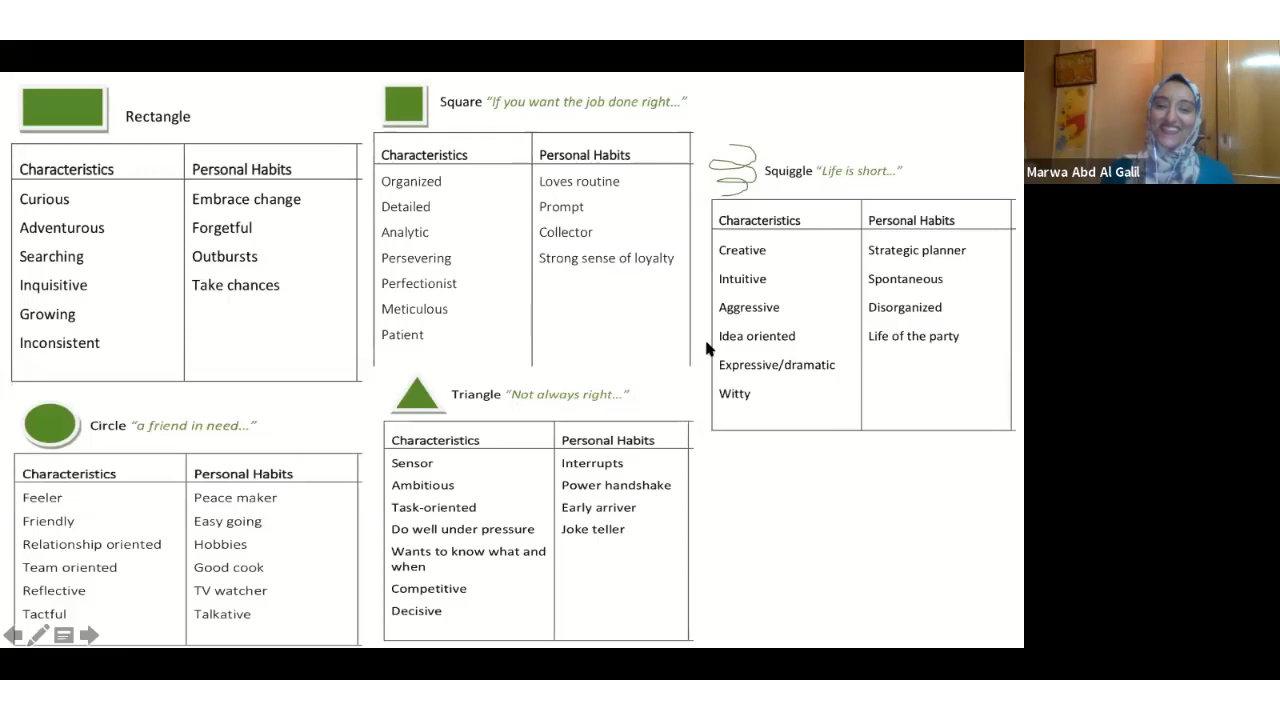 Rectangle
Characteristics
Personal Habits
Curious
Embrace change
Adventurous
Forgetful
Searching
Outbursts
Inquisitive
Take chances
Growing
Inconsistent
Square "If you want the job done right..."
Characteristics
Personal Habits
Organized
Loves routine
Detailed
Prompt
Analytic
Collector
Persevering
Strong sense of loyalty
Perfectionist
Meticulous
Patient
Squiggle "Life is short..."
Characteristics
Personal Habits
Creative
Strategic planner
Intuitive
Spontaneous
Aggressive
Disorganized
Idea oriented
Life of the party
Expressive/dramatic
Witty
Circle "a friend in need..."
Characteristics
Personal Habits
Feeler
Peace maker
Friendly
Easy going
Relationship oriented
Hobbies
Team oriented
Good cook
Reflective
TV watcher
Tactful
Talkative
Triangle "Not always right..."
Characteristics
Personal Habits
Sensor
Interrupts
Ambitious
Power handshake
Task-oriented
Early arriver
Do well under pressure
Joke teller
Wants to know what and
when
Competitive
Decisive
Marwa Abd Al Galil